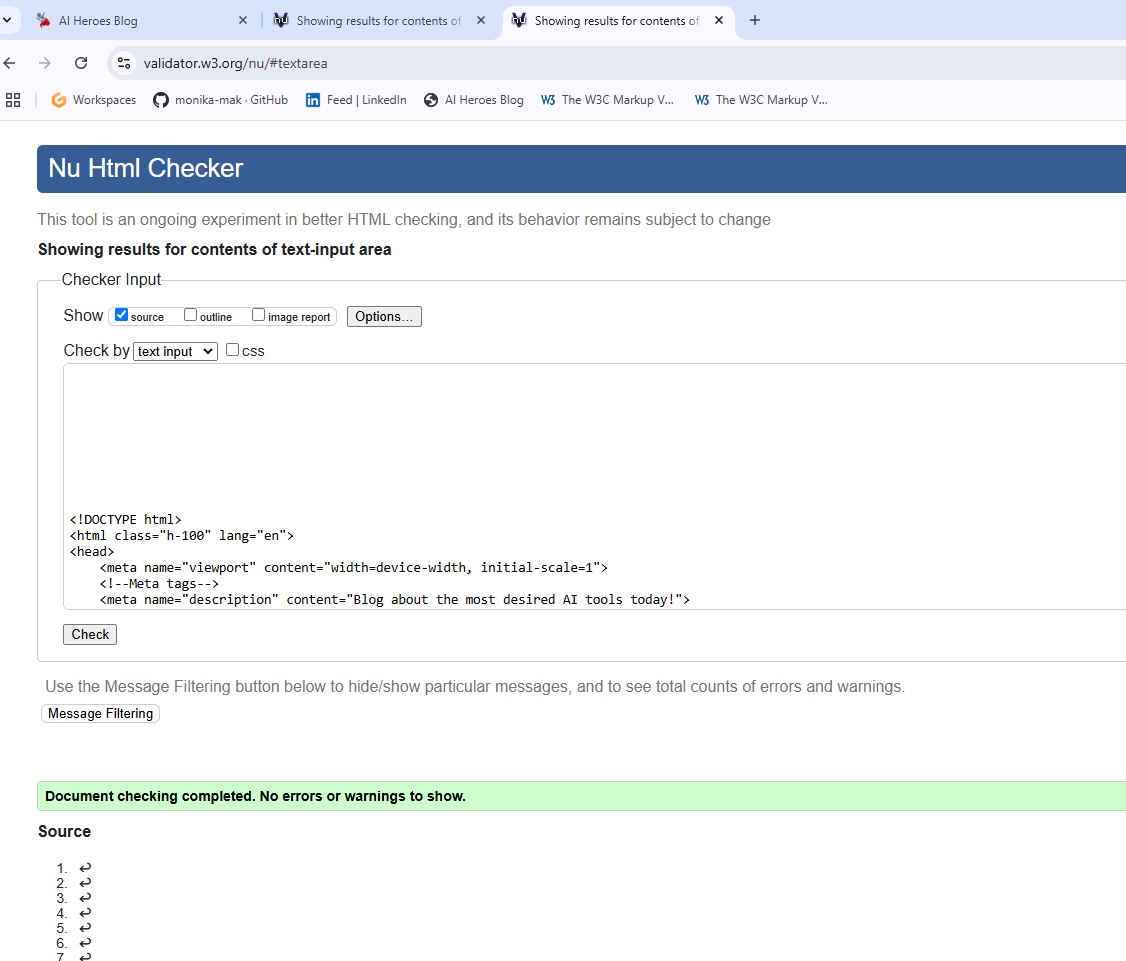 AI Heroes Blog
Showing results for contents of
Showing results for contents of
validator.w3.org/nu/#textarea
Workspaces monika-mak · GitHub Feed | LinkedIn AI Heroes Blog W3 The W3C Markup V... W3 The W3C Markup V...
Nu Html Checker
This tool is an ongoing experiment in better HTML checking, and its behavior remains subject to change
Showing results for contents of text-input area
Checker Input
Show source outline image report Options...
Check by text input css
<!DOCTYPE html>
<html class="h-100" lang="en">
<head>
    <meta name="viewport" content="width=device-width, initial-scale=1">
    <!--Meta tags-->
    <meta name="description" content="Blog about the most desired AI tools today!">
Check
Use the Message Filtering button below to hide/show particular messages, and to see total counts of errors and warnings.
Message Filtering
Document checking completed. No errors or warnings to show.
Source
1. ↩
2. ↩
3. ↩
4. ↩
5. ↩
6. ↩
7. ↩